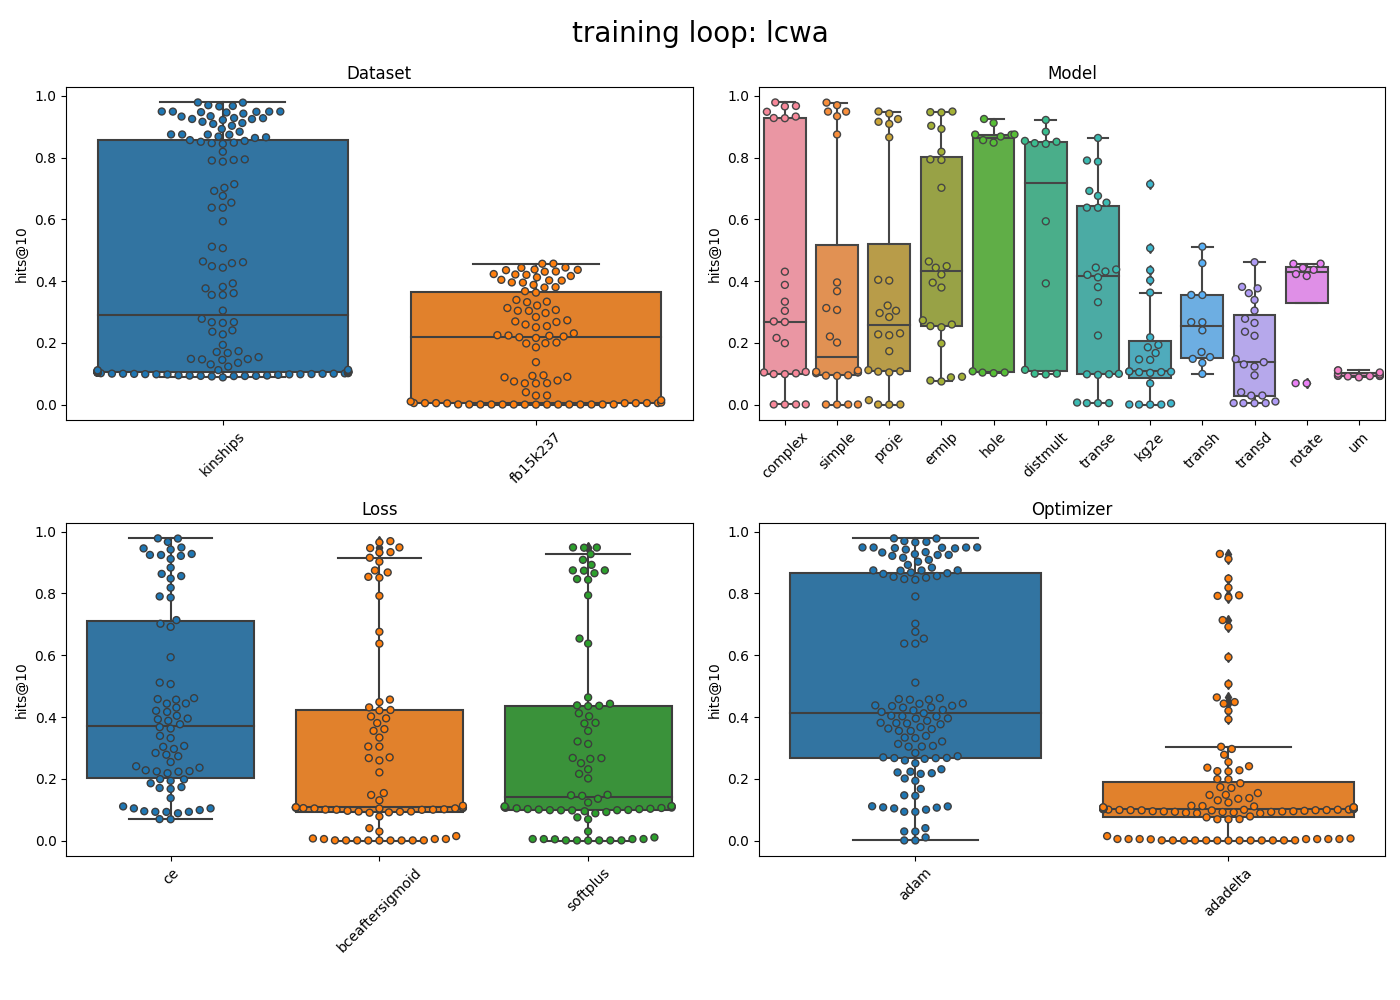 training loop: lcwa
Dataset
Model
hits@10
1.0
0.8
0.6
0.4
0.2
0.0
kinships
fb15k237
hits@10
1.0
0.8
0.6
0.4
0.2
0.0
complex
simple
proje
ermlp
hole
distmult
transe
kg2e
transh
transd
rotate
um
Loss
Optimizer
hits@10
1.0
0.8
0.6
0.4
0.2
0.0
ce
bceaftersigmoid
softplus
hits@10
1.0
0.8
0.6
0.4
0.2
0.0
adam
adadelta